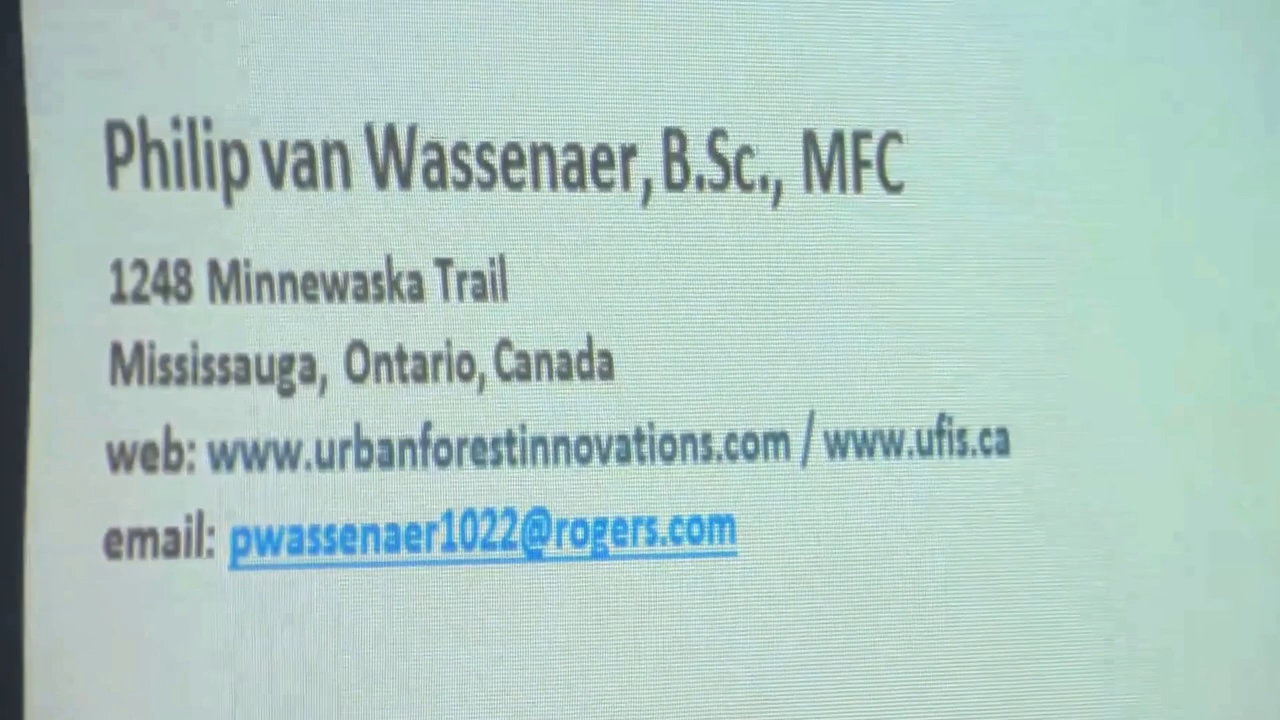 Philip van Wassenaer, B.Sc., MFC
1248 Minnewaska Trail
Mississauga, Ontario, Canada
web: www.urbanforestinnovations.com / www.ufis.ca
email: pwassenaer1022@rogers.com